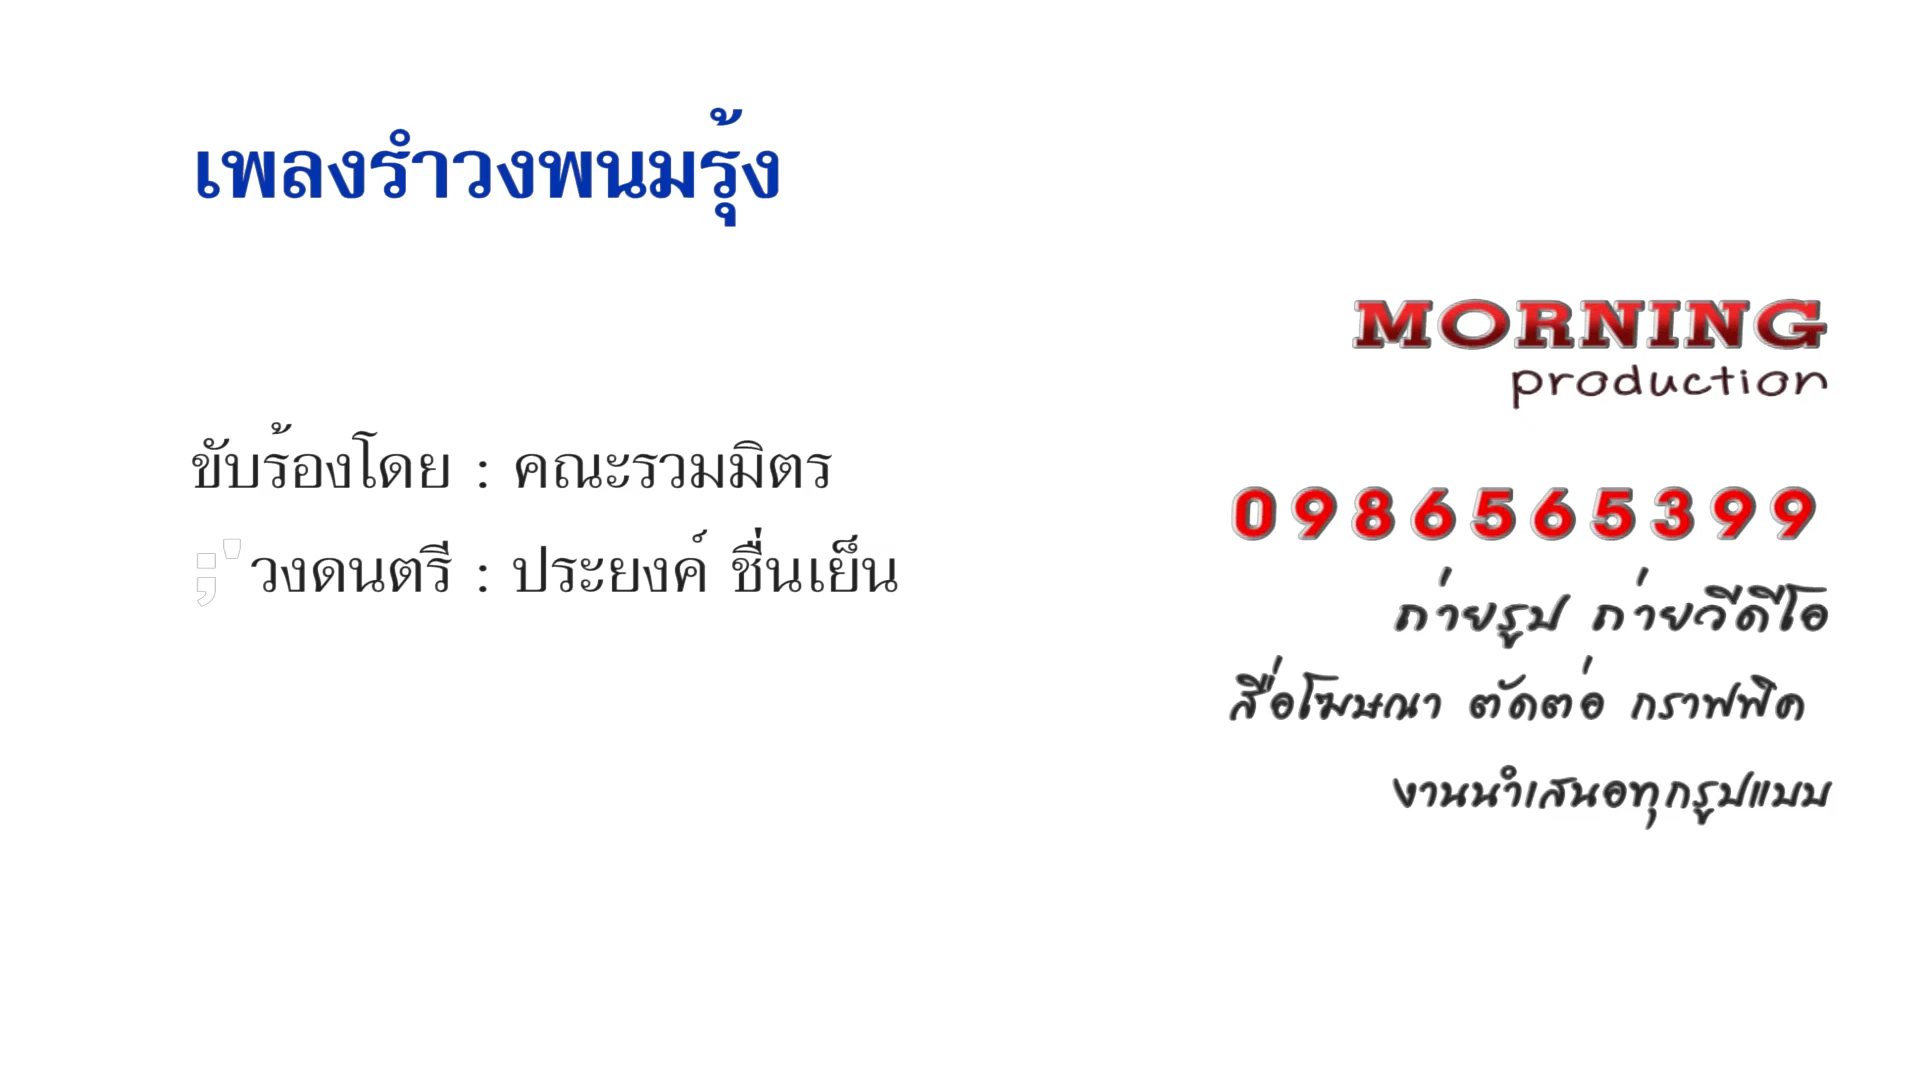 เพลงรำวงพนมรุ้ง
ขับร้องโดย : คณะรวมมิตร
;'วงดนตรี : ประยงค์ ชื่นเย็น
MORNING
production
0986565399
ถ่ายรูป ถ่ายวีดีโอ
สื่อโฆษณา ตัดต่อ กราฟฟิค
งานนำเสนอทุกรูปแบบ